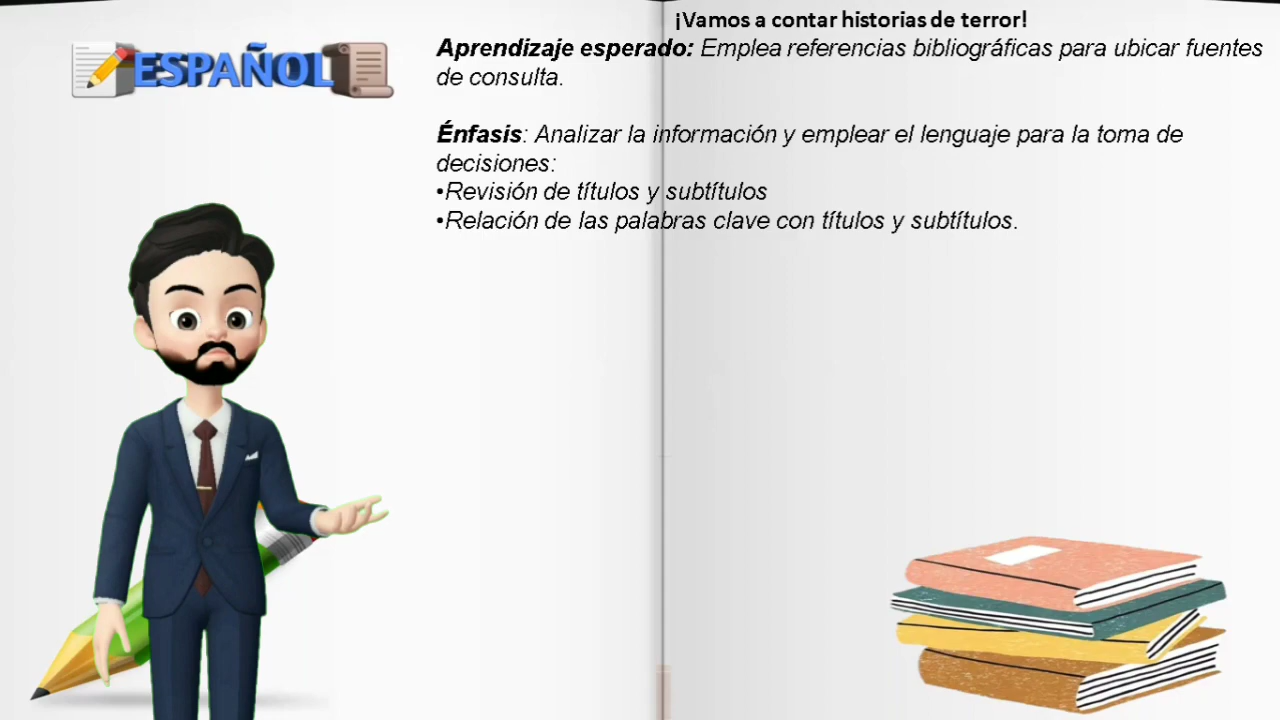 ¡Vamos a contar historias de terror!
ESPAÑOL
Aprendizaje esperado: Emplea referencias bibliográficas para ubicar fuentes
de consulta.
Énfasis: Analizar la información y emplear el lenguaje para la toma de
decisiones:
•Revisión de títulos y subtítulos
•Relación de las palabras clave con títulos y subtítulos.